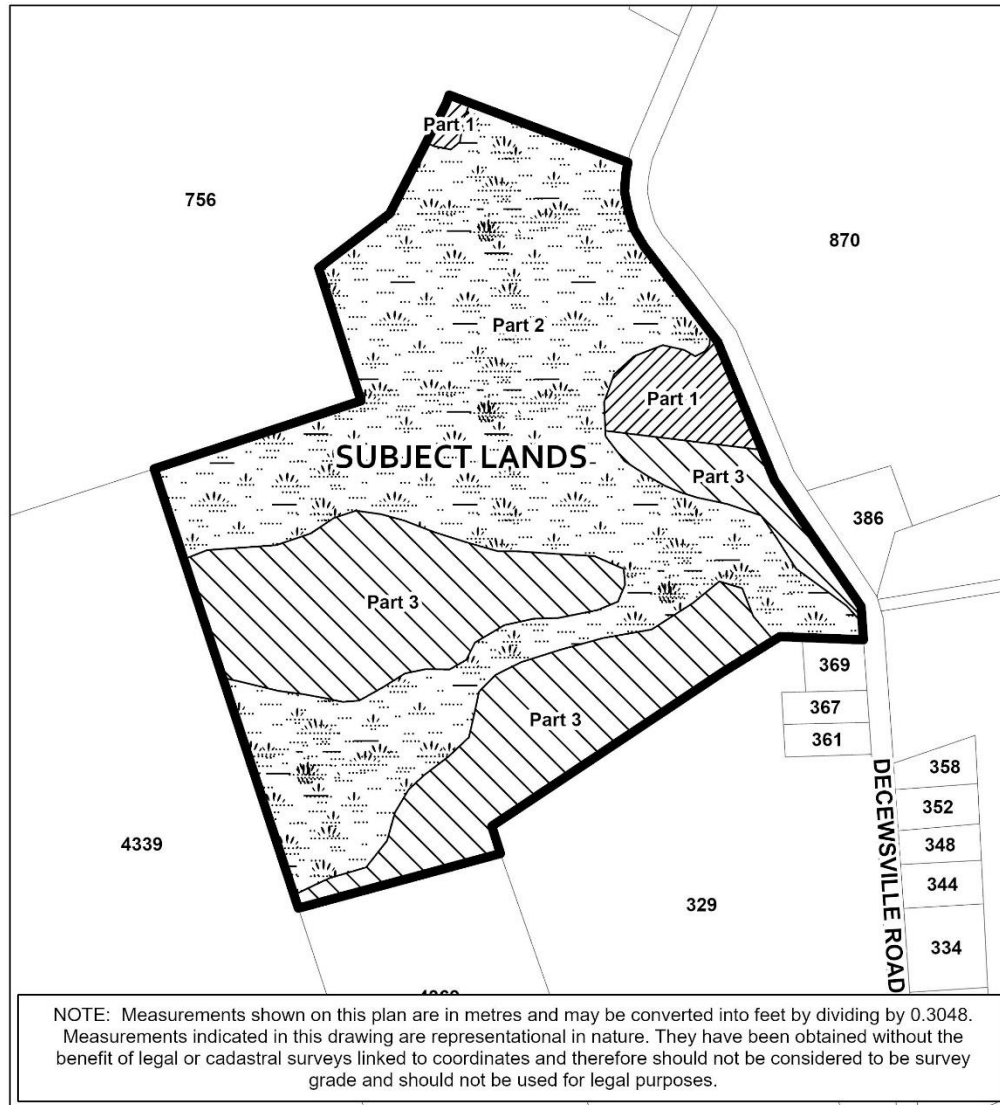 Part 1
756
870
Part 2
Part 1
SUBJECT LANDS
Part 3
386
Part 3
369
Part 3
367
361
358
DECEWSVILLE ROAD
352
4339
348
344
329
334
NOTE: Measurements shown on this plan are in metres and may be converted into feet by dividing by 0.3048.
Measurements indicated in this drawing are representational in nature. They have been obtained without the
benefit of legal or cadastral surveys linked to coordinates and therefore should not be considered to be survey
grade and should not be used for legal purposes.